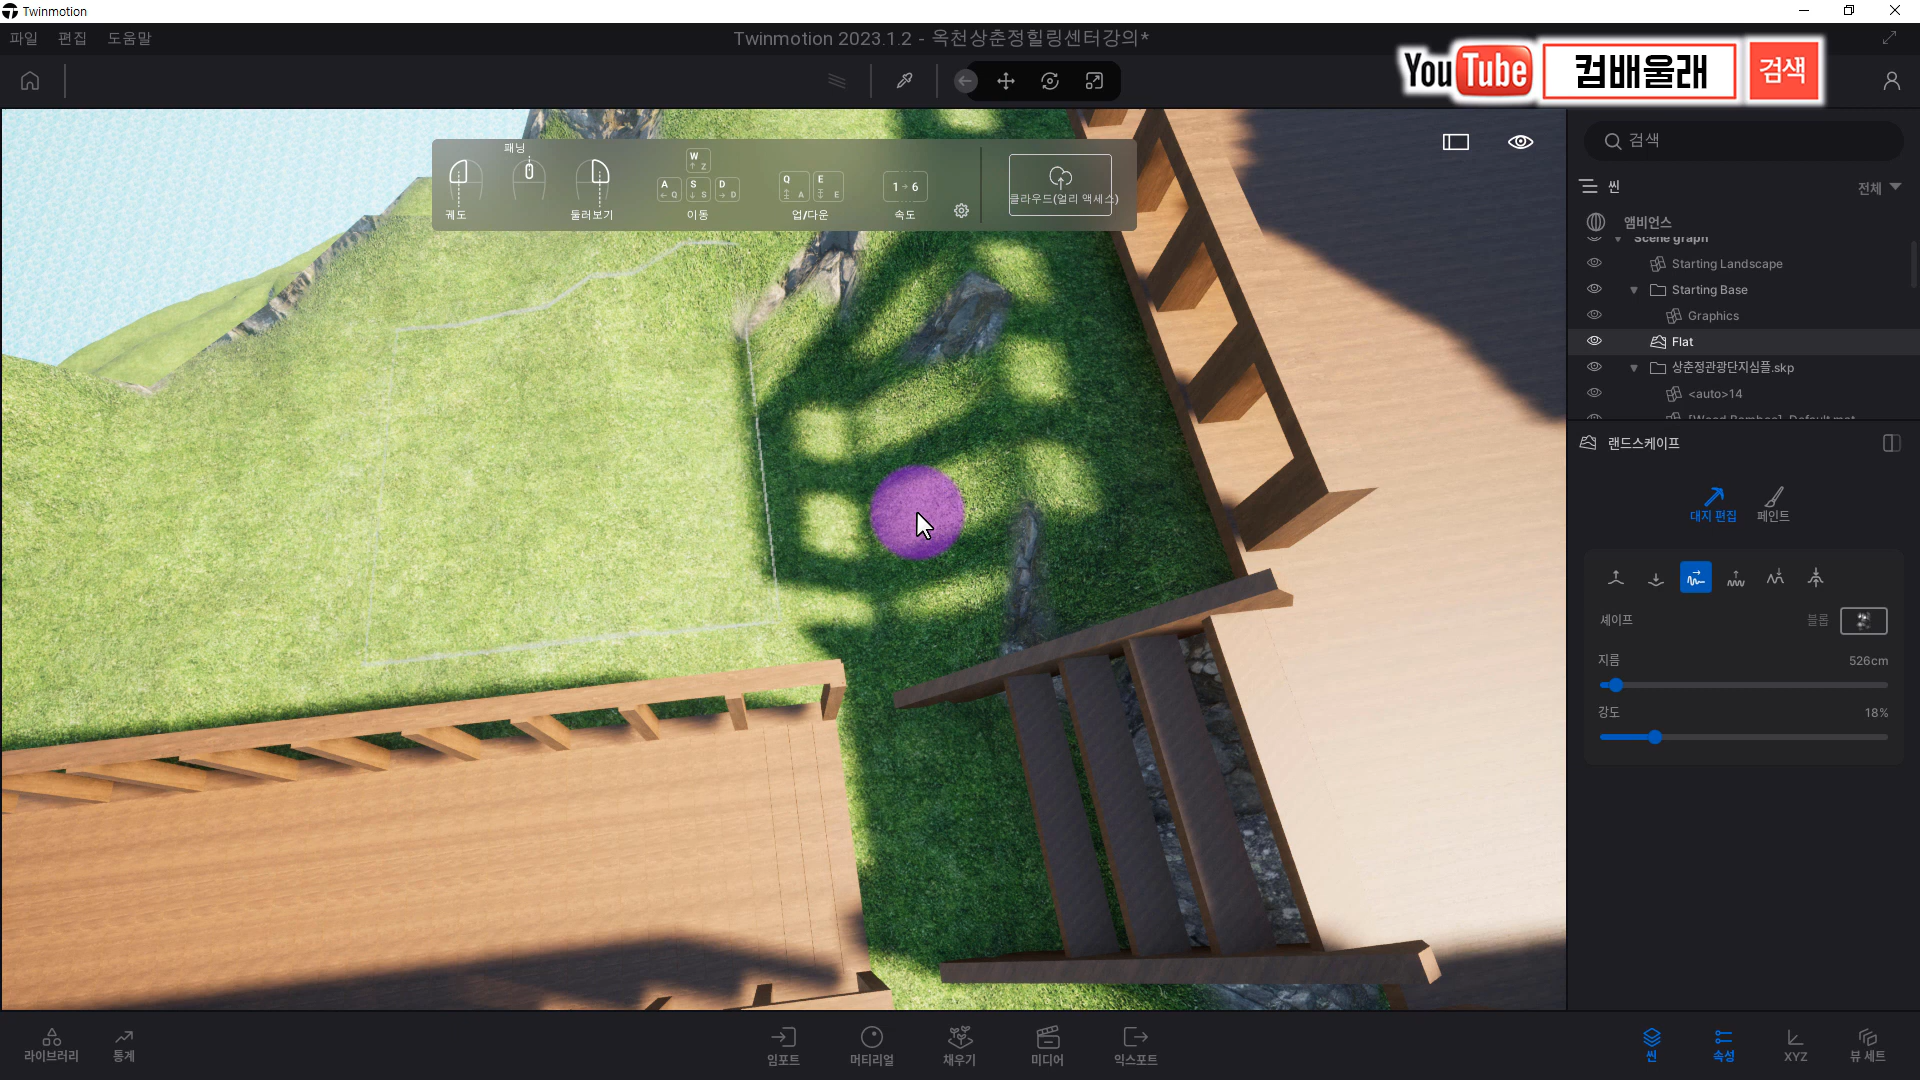 Twinmotion
파일 편집 도움말
Twinmotion 2023.1.2 - 옥천상춘정힐링센터강의*
YouTube 컴배울래 검색
패닝
궤도
둘러보기
W
Z
A Q
S S
D D
이동
Q A
E E
업/다운
1 6
속도
클라우드(얼리 액세스)
검색
씬
전체
앰비언스
Scene graph
Starting Landscape
Starting Base
Graphics
Flat
상춘정관광단지심플.skp
<auto>14
[Wood Bamboo]_Default mat
랜드스케이프
대지 편집
페인트
셰이프
블롭
지름
526cm
강도
18%
라이브러리
통계
임포트
머티리얼
채우기
미디어
익스포트
씬
속성
XYZ
뷰 세트